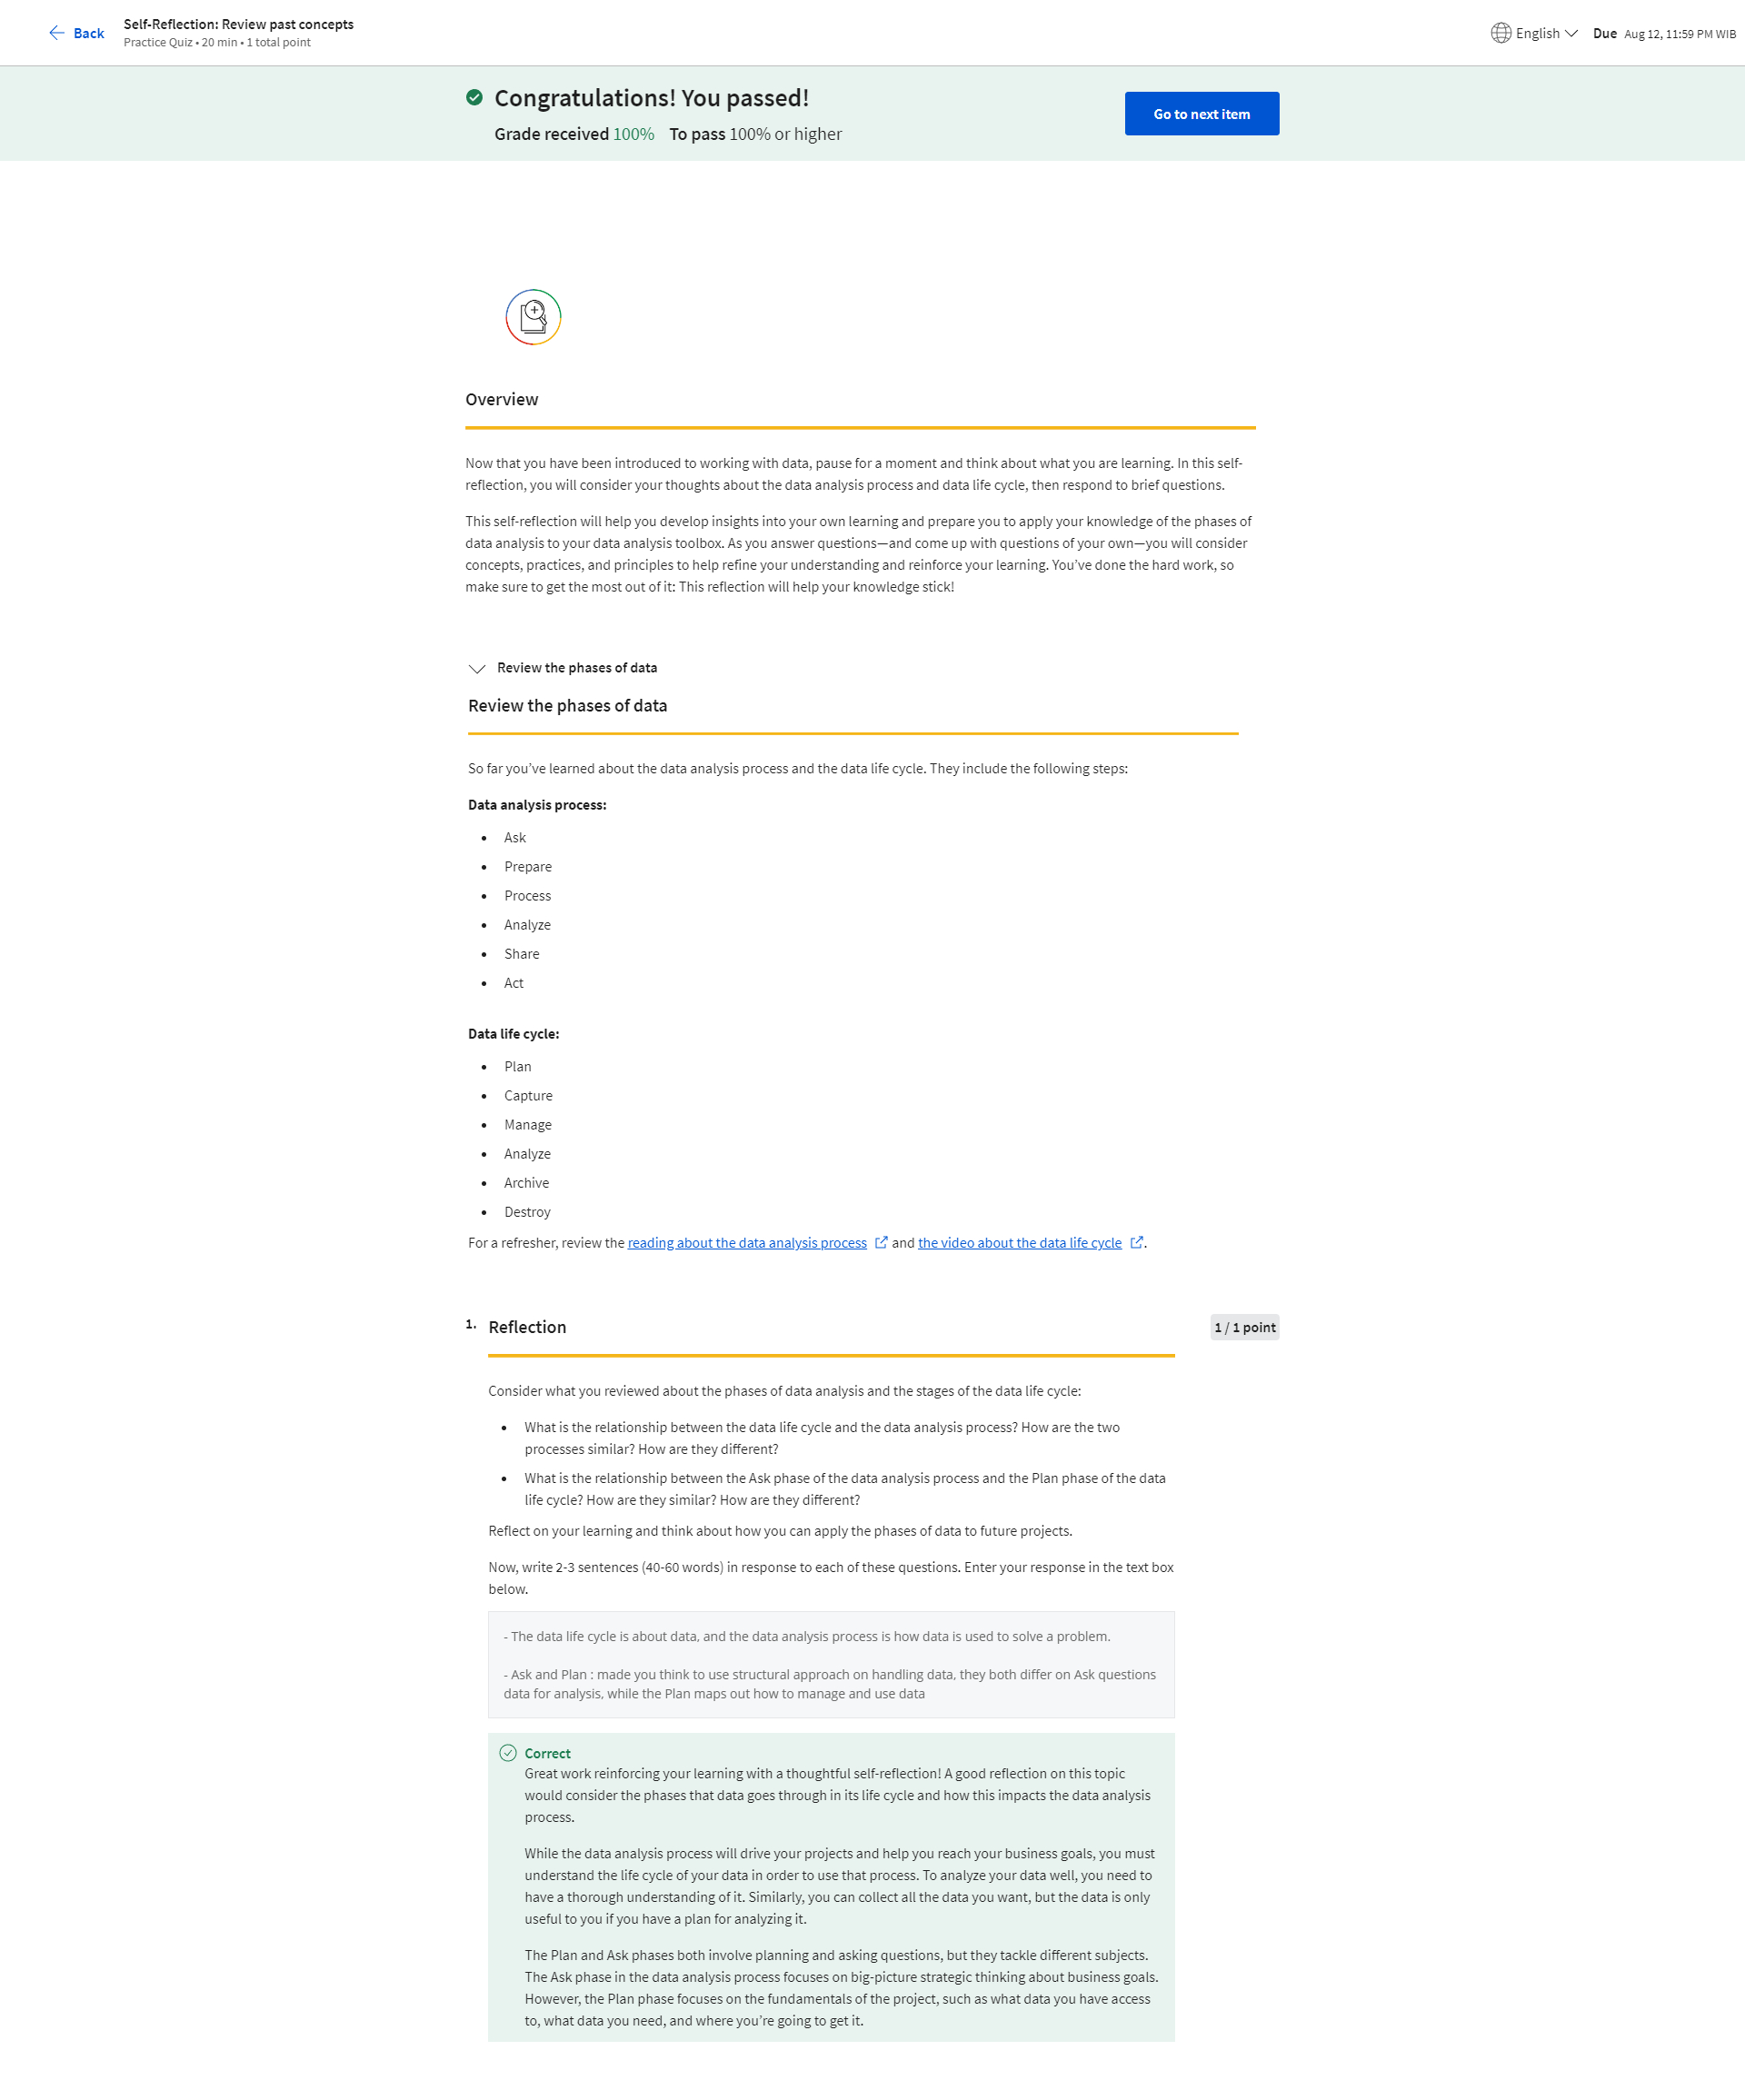 Back
Self-Reflection: Review past concepts
Practice Quiz • 20 min • 1 total point
English
Due Aug 12, 11:59 PM WIB
Congratulations! You passed!
Grade received 100% To pass 100% or higher
Go to next item
Overview
Now that you have been introduced to working with data, pause for a moment and think about what you are learning. In this self-
reflection, you will consider your thoughts about the data analysis process and data life cycle, then respond to brief questions.
This self-reflection will help you develop insights into your own learning and prepare you to apply your knowledge of the phases of
data analysis to your data analysis toolbox. As you answer questions—and come up with questions of your own—you will consider
concepts, practices, and principles to help refine your understanding and reinforce your learning. You’ve done the hard work, so
make sure to get the most out of it: This reflection will help your knowledge stick!
Review the phases of data
Review the phases of data
So far you’ve learned about the data analysis process and the data life cycle. They include the following steps:
Data analysis process:
• Ask
• Prepare
• Process
• Analyze
• Share
• Act
Data life cycle:
• Plan
• Capture
• Manage
• Analyze
• Archive
• Destroy
For a refresher, review the reading about the data analysis process and the video about the data life cycle.
1. Reflection
1 / 1 point
Consider what you reviewed about the phases of data analysis and the stages of the data life cycle:
• What is the relationship between the data life cycle and the data analysis process? How are the two
processes similar? How are they different?
• What is the relationship between the Ask phase of the data analysis process and the Plan phase of the data
life cycle? How are they similar? How are they different?
Reflect on your learning and think about how you can apply the phases of data to future projects.
Now, write 2-3 sentences (40-60 words) in response to each of these questions. Enter your response in the text box
below.
- The data life cycle is about data, and the data analysis process is how data is used to solve a problem.
- Ask and Plan : made you think to use structural approach on handling data, they both differ on Ask questions
data for analysis, while the Plan maps out how to manage and use data
Correct
Great work reinforcing your learning with a thoughtful self-reflection! A good reflection on this topic
would consider the phases that data goes through in its life cycle and how this impacts the data analysis
process.
While the data analysis process will drive your projects and help you reach your business goals, you must
understand the life cycle of your data in order to use that process. To analyze your data well, you need to
have a thorough understanding of it. Similarly, you can collect all the data you want, but the data is only
useful to you if you have a plan for analyzing it.
The Plan and Ask phases both involve planning and asking questions, but they tackle different subjects.
The Ask phase in the data analysis process focuses on big-picture strategic thinking about business goals.
However, the Plan phase focuses on the fundamentals of the project, such as what data you have access
to, what data you need, and where you’re going to get it.